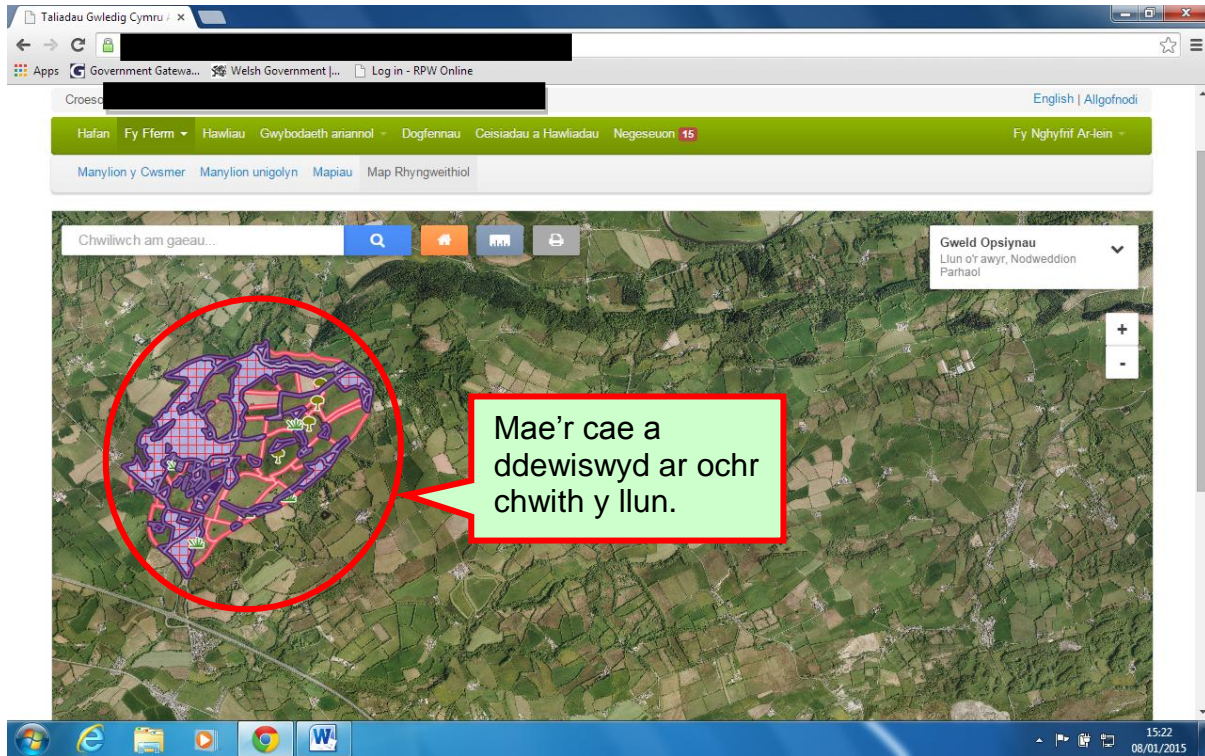 Taliadau Gwledig Cymru /
Apps Government Gatewa... Welsh Government |... Log in - RPW Online
English | Allgofnodi
Hafan Fy Fferm Hawliau Gwybodaeth ariannol Dogfennau Ceisiadau a Hawliadau Negeseuon 15 Fy Nghyfrif Ar-lein
Manylion y Cwsmer Manylion unigolyn Mapiau Map Rhyngweithiol
Chwiliwch am gaeau...
Gweld Opsiynau
Llun o'r awyr, Nodweddion
Parhaol
+
-
Mae'r cae a
ddewiswyd ar ochr
chwith y llun.
15:22
08/01/2015